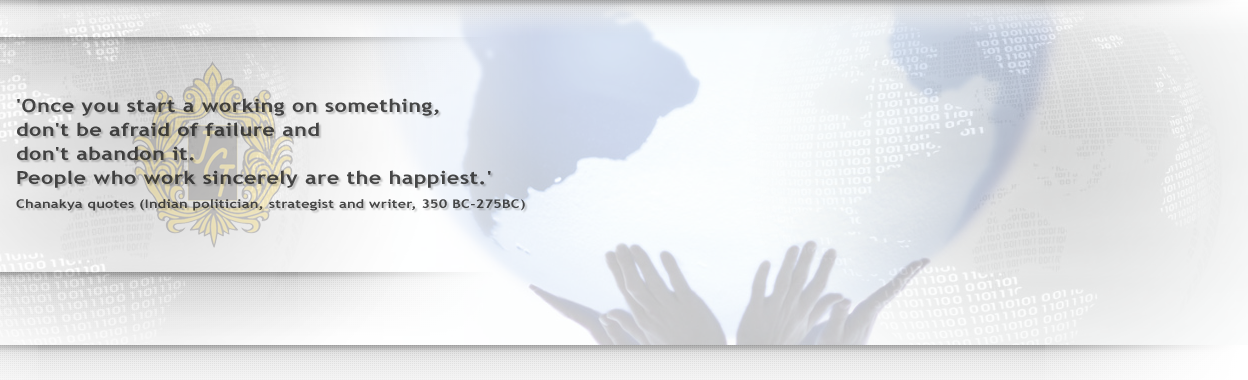 'Once you start a working on something,
don't be afraid of failure and
don't abandon it.
People who work sincerely are the happiest.'
Chanakya quotes (Indian politician, strategist and writer, 350 BC-275BC)